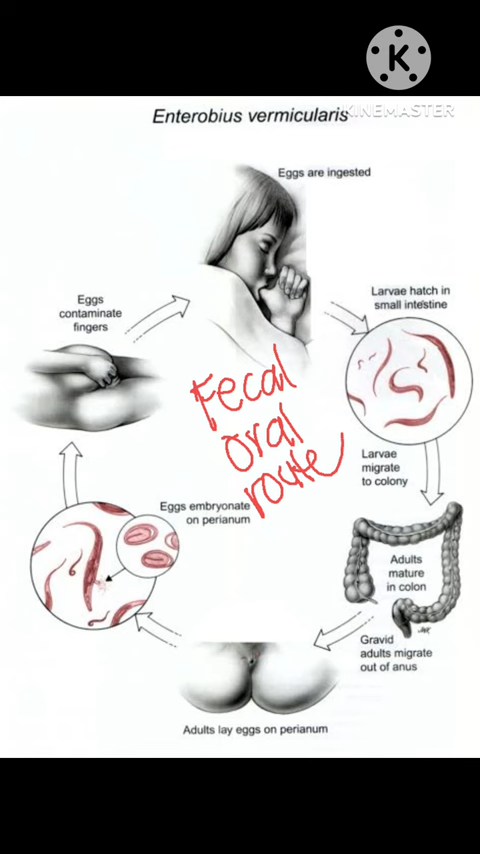 K
KINEMASTER
Enterobius vermicularis
Eggs are ingested
Larvae hatch in
small intestine
Eggs
contaminate
fingers
Fecal
oral
route
Larvae
migrate
to colony
Eggs embryonate
on perianum
Adults
mature
in colon
Gravid
adults migrate
out of anus
Adults lay eggs on perianum